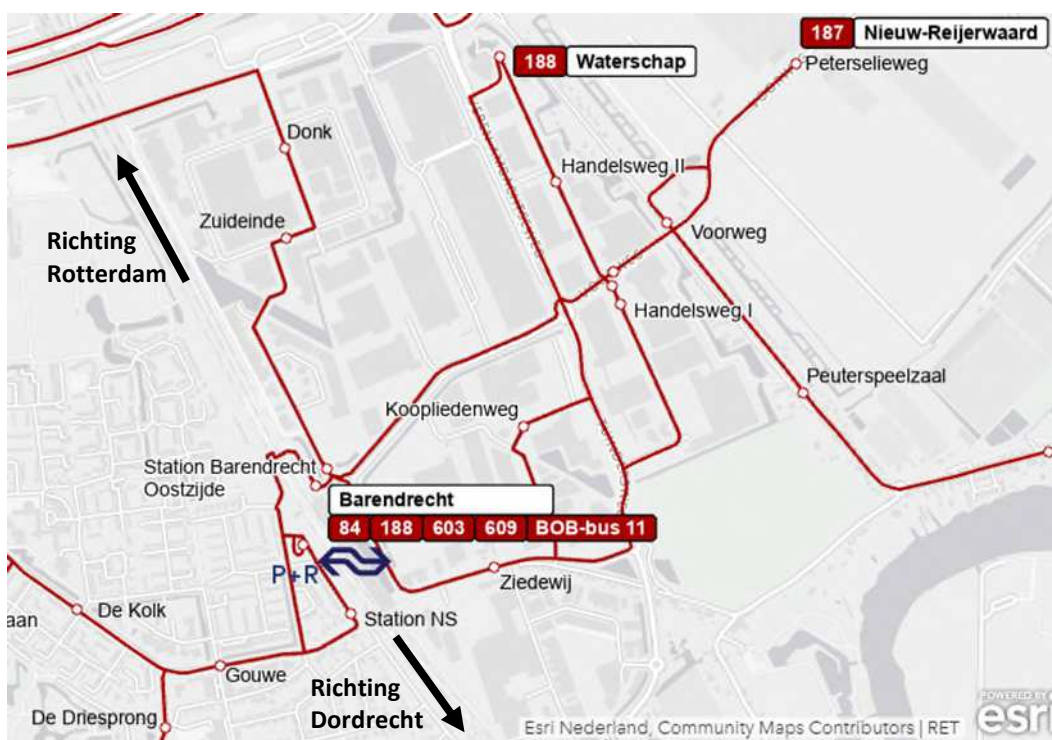 187 Nieuw-Reijerwaard
188 Waterschap
Peterselieweg
Donk
Handelsweg II
Zuideinde
Voorweg
Richting
Rotterdam
Handelsweg I
Peuterspeelzaal
Koopliedenweg
Station Barendrecht
Oostzijde
Barendrecht
84 188 603 609 BOB-bus 11
P+R
Ziedewij
De Kolk
aan
Station NS
Gouwe
Richting
Dordrecht
De Driesprong
POWERED BY
esri
Esri Nederland, Community Maps Contributors | RET